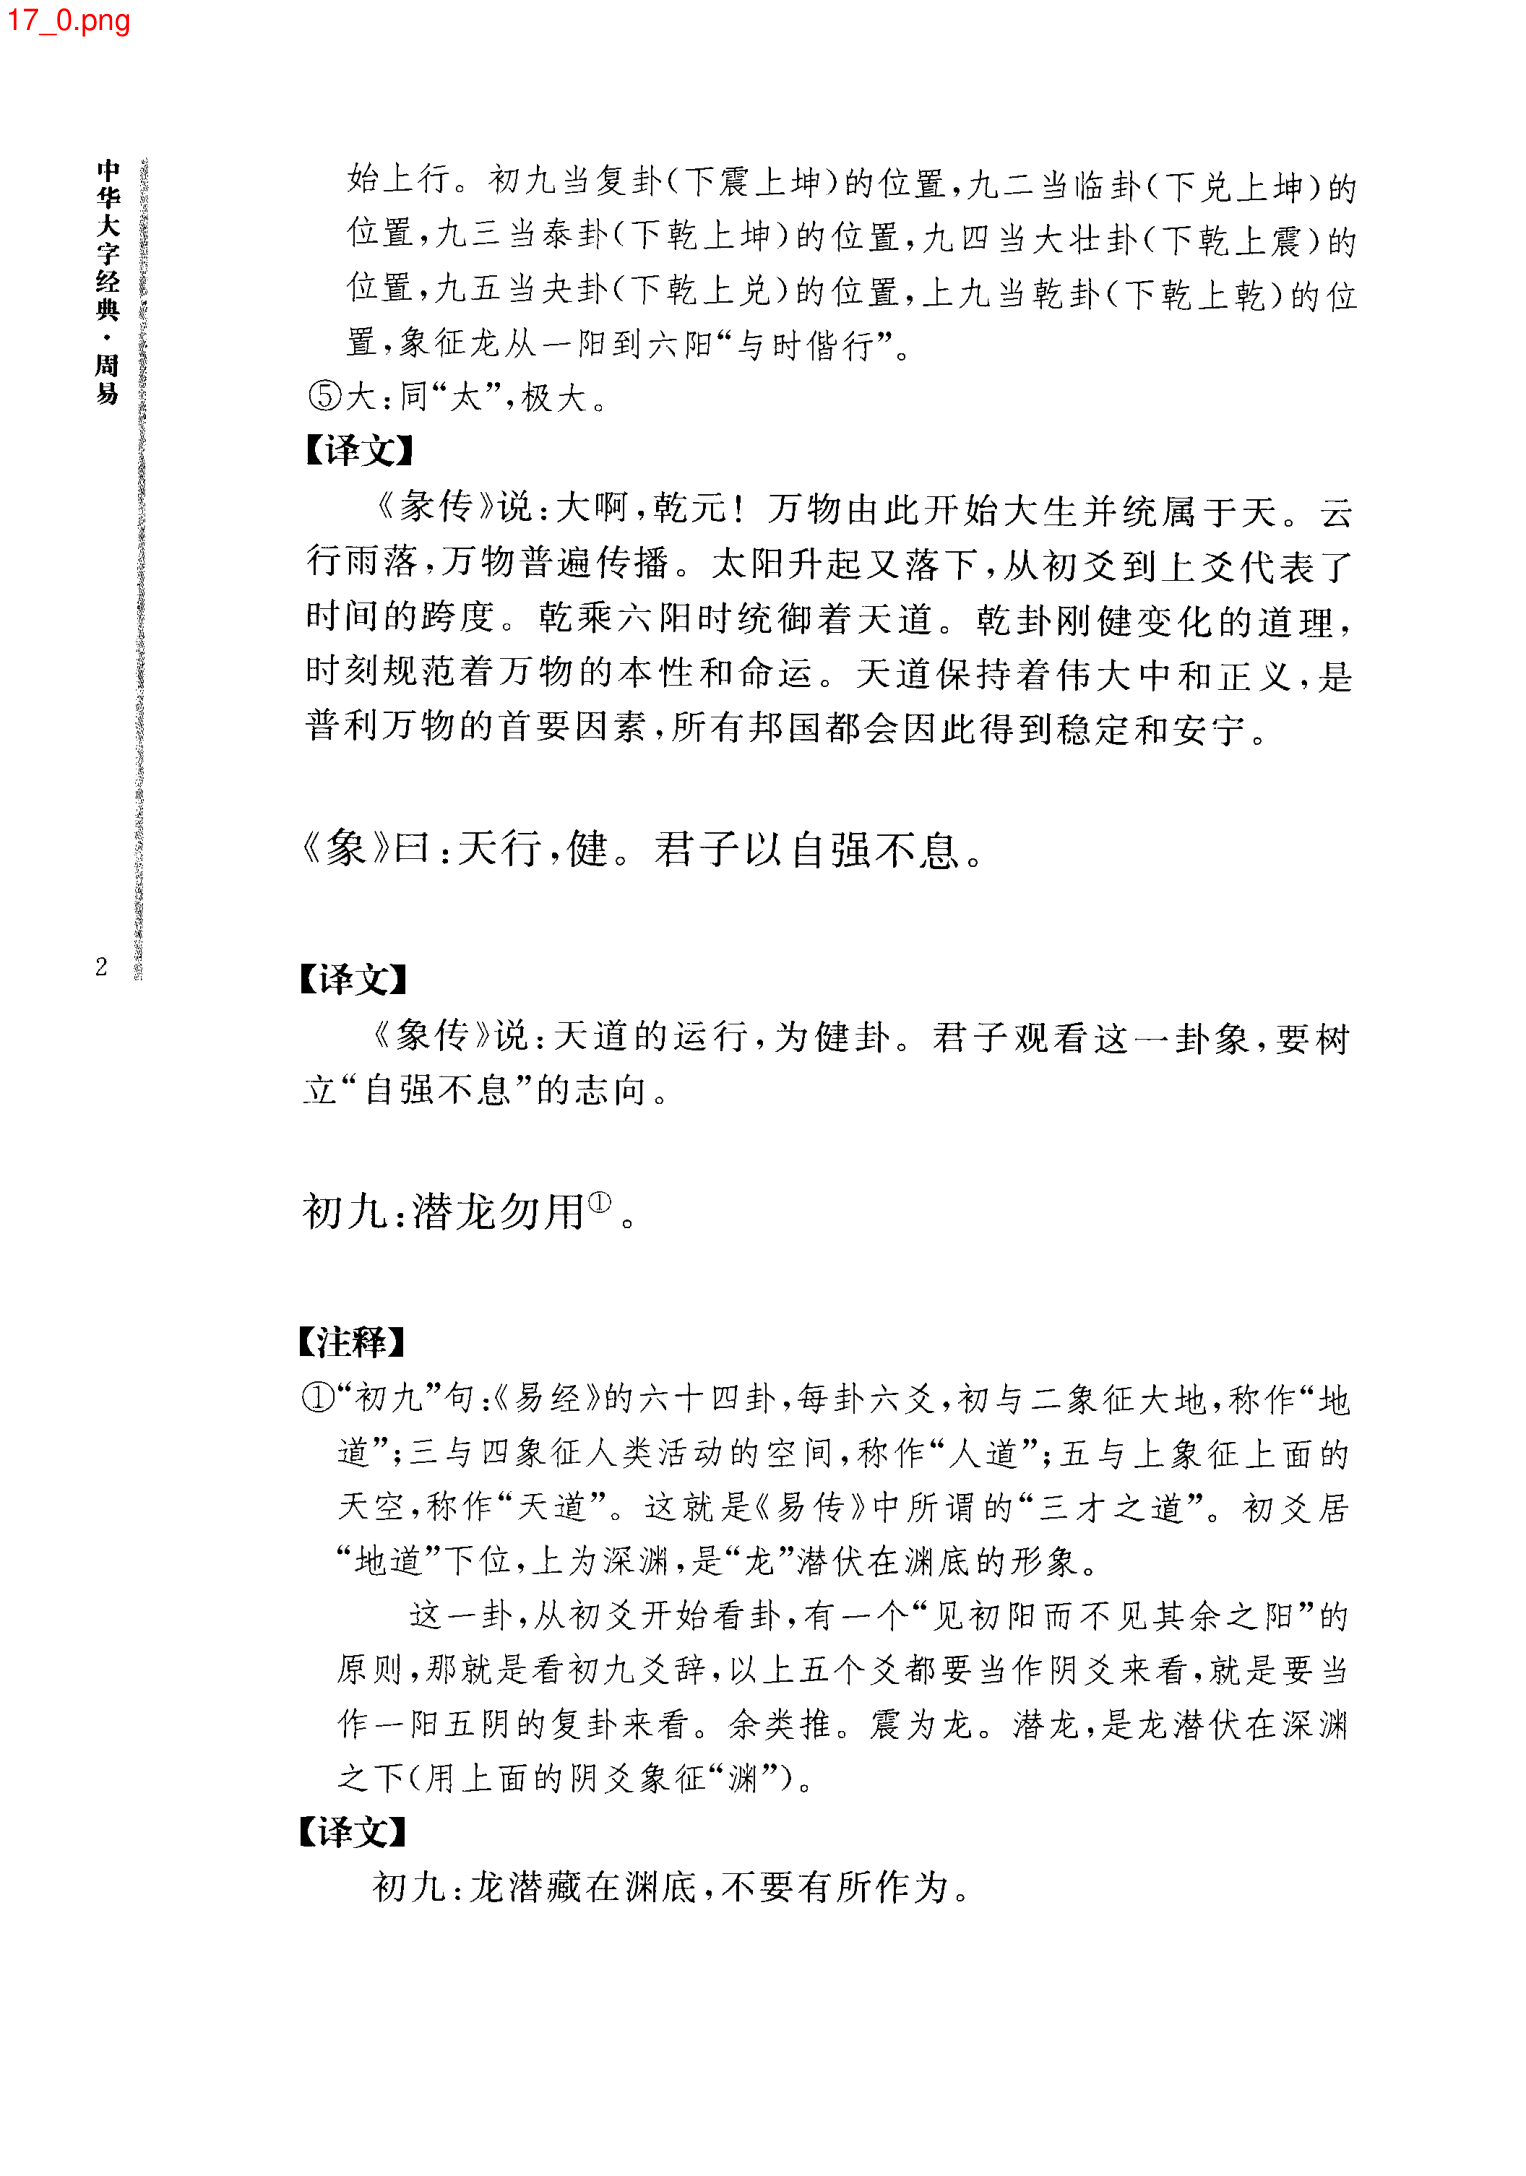 17_0.png
中华大字经典·周易
始上行。初九当复卦(下震上坤)的位置,九二当临卦(下兑上坤)的
位置,九三当泰卦(下乾上坤)的位置,九四当大壮卦(下乾上震)的
位置,九五当夬卦(下乾上兑)的位置,上九当乾卦(下乾上乾)的位
置,象征龙从一阳到六阳“与时偕行”。
⑤大:同“太”,极大。
【译文】
《彖传》说:大啊,乾元!万物由此开始大生并统属于天。云
行雨落,万物普遍传播。太阳升起又落下,从初爻到上爻代表了
时间的跨度。乾乘六阳时统御着天道。乾卦刚健变化的道理,
时刻规范着万物的本性和命运。天道保持着伟大中和正义,是
普利万物的首要因素,所有邦国都会因此得到稳定和安宁。
《象》曰:天行,健。君子以自强不息。
2
【译文】
《象传》说:天道的运行,为健卦。君子观看这一卦象,要树
立“自强不息”的志向。
初九:潜龙勿用①。
【注释】
①“初九”句:《易经》的六十四卦,每卦六爻,初与二象征大地,称作“地
道”;三与四象征人类活动的空间,称作“人道”;五与上象征上面的
天空,称作“天道”。这就是《易传》中所谓的“三才之道”。初爻居
“地道”下位,上为深渊,是“龙”潜伏在渊底的形象。
这一卦,从初爻开始看卦,有一个“见初阳而不见其余之阳”的
原则,那就是看初九爻辞,以上五个爻都要当作阴爻来看,就是要当
作一阳五阴的复卦来看。余类推。震为龙。潜龙,是龙潜伏在深渊
之下(用上面的阴爻象征“渊”)。
【译文】
初九:龙潜藏在渊底,不要有所作为。